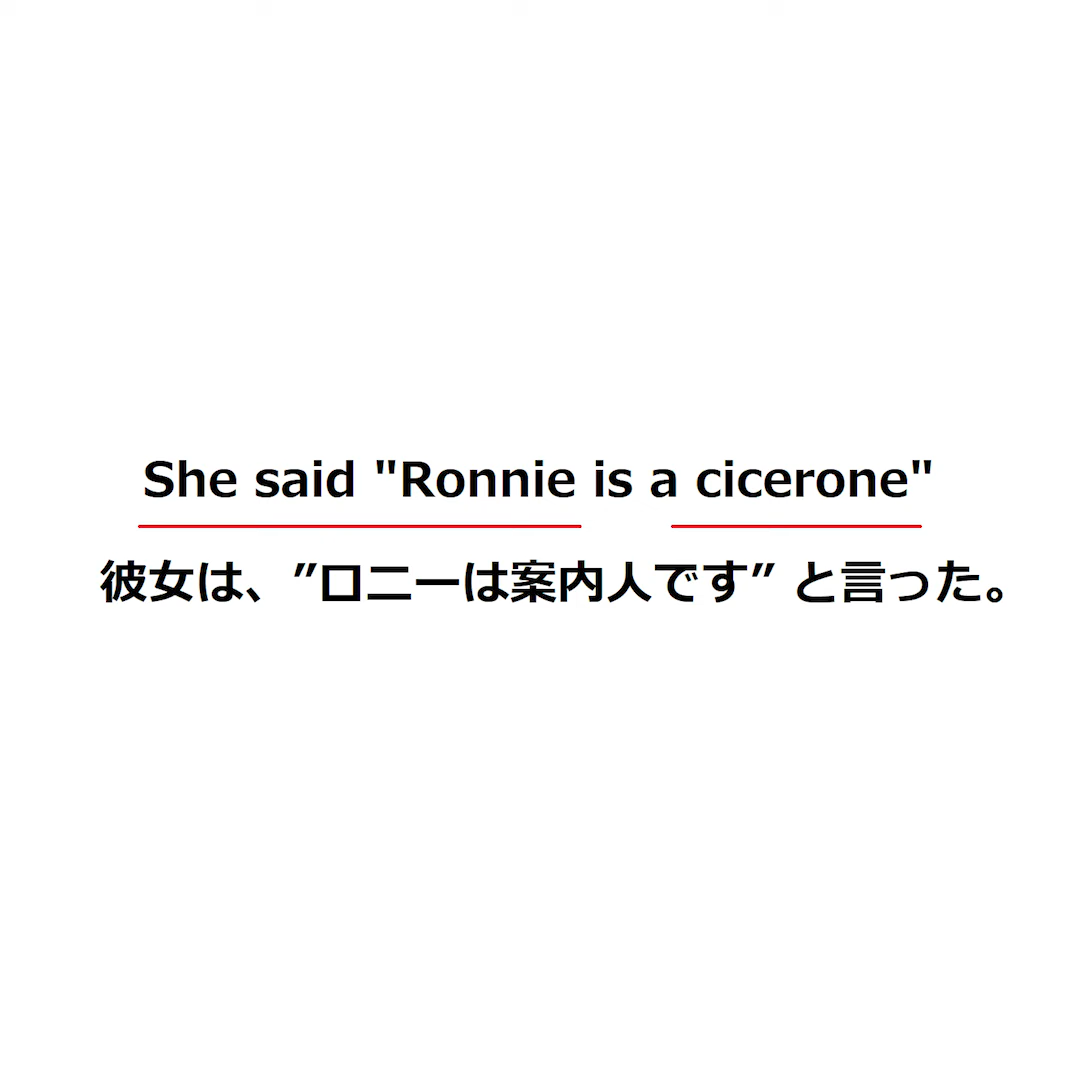 She said "Ronnie is a cicerone"
彼女は、”ロニーは案内人です” と言った。